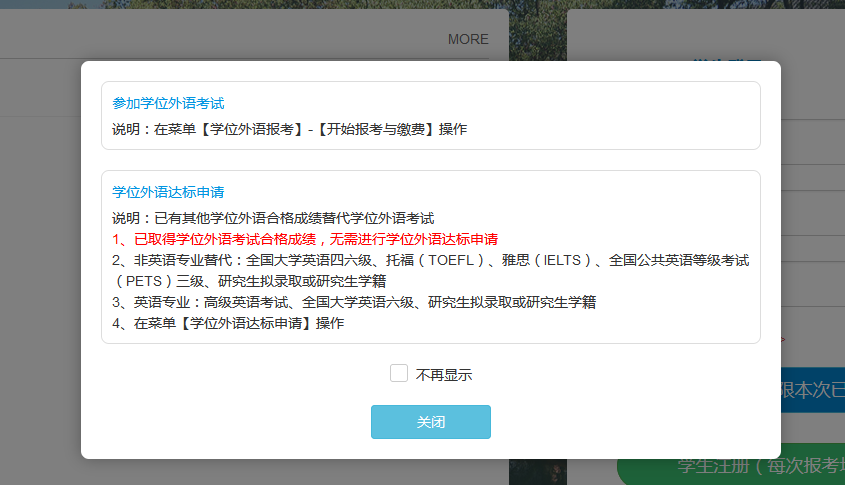 MORE
参加学位外语考试
说明：在菜单【学位外语报考】-【开始报考与缴费】操作
学位外语达标申请
说明：已有其他学位外语合格成绩替代学位外语考试
1、已取得学位外语考试合格成绩，无需进行学位外语达标申请
2、非英语专业替代：全国大学英语四六级、托福（TOEFL）、雅思（IELTS）、全国公共英语等级考试
（PETS）三级、研究生拟录取或研究生学籍
3、英语专业：高级英语考试、全国大学英语六级、研究生拟录取或研究生学籍
4、在菜单【学位外语达标申请】操作
不再显示
限本次已
关闭
学生注册（每次报考